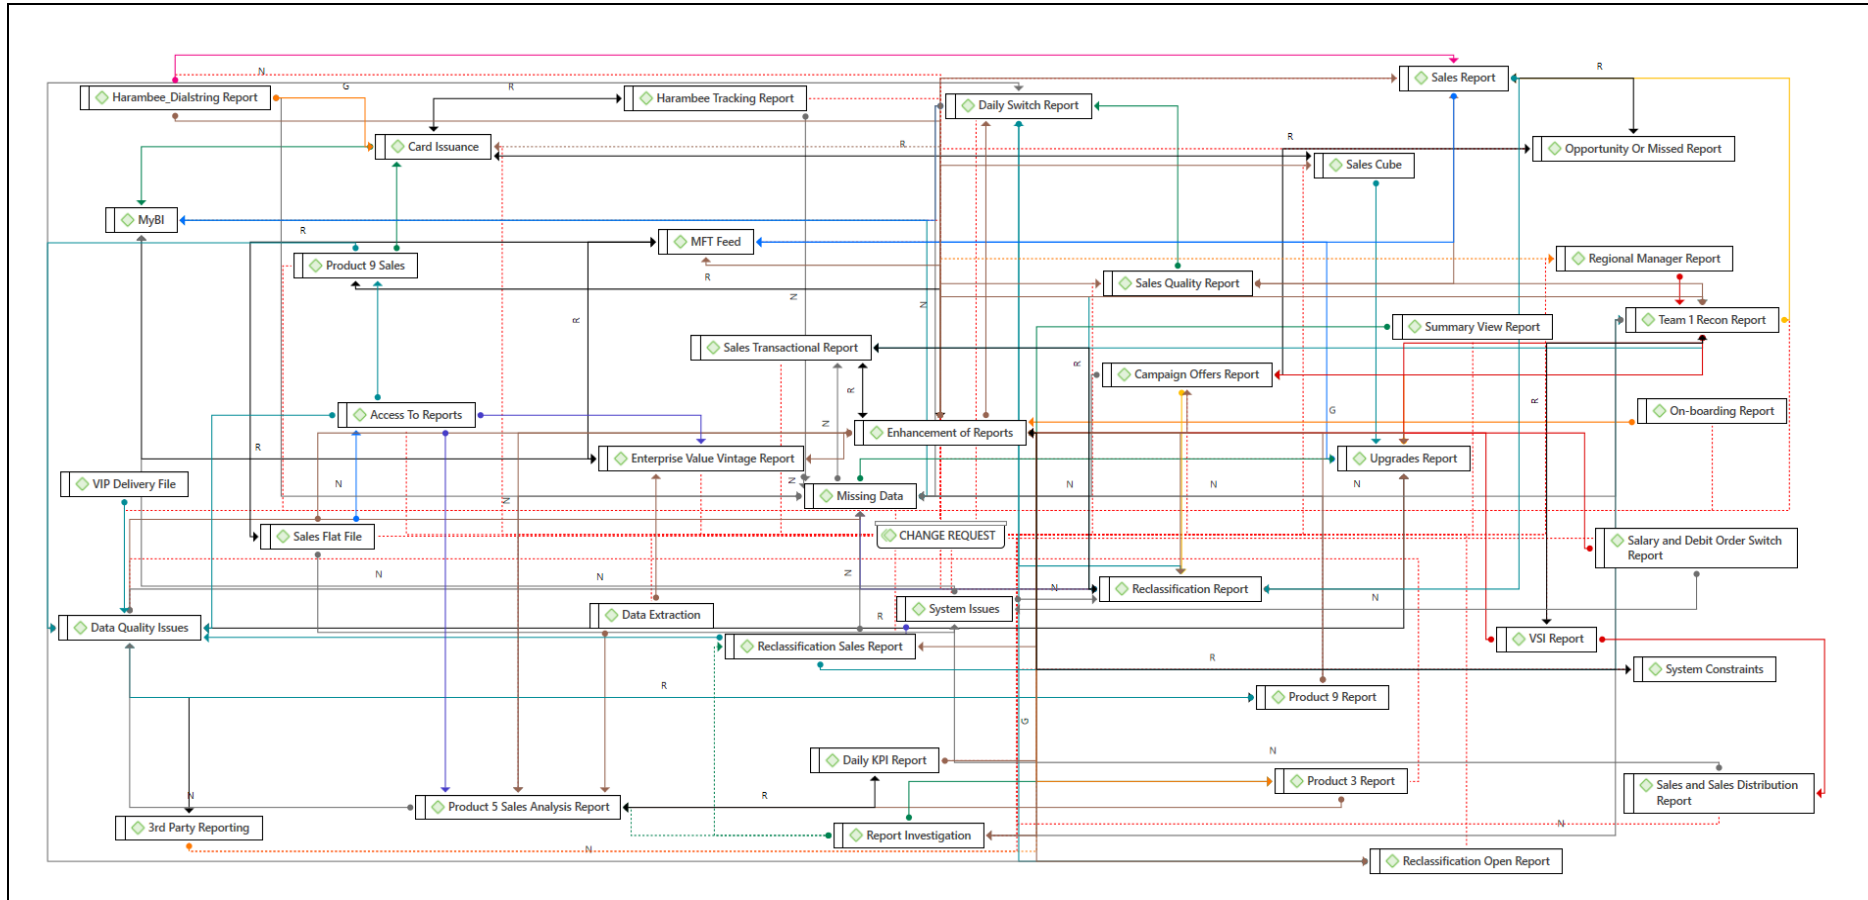 N
Sales Report
R
G
Harambee_Dialstring Report
R
Harambee Tracking Report
Daily Switch Report
Card Issuance
R
R
Opportunity Or Missed Report
Sales Cube
MyBI
R
MFT Feed
Product 9 Sales
R
Regional Manager Report
Sales Quality Report
N
N
R
Summary View Report
Team 1 Recon Report
Sales Transactional Report
R
Campaign Offers Report
R
R
Access To Reports
N
G
On-boarding Report
Enhancement of Reports
R
Enterprise Value Vintage Report
Upgrades Report
VIP Delivery File
N
N
N
N
N
Missing Data
N
Sales Flat File
CHANGE REQUEST
Salary and Debit Order Switch
Report
N
N
N
N
Reclassification Report
N
Data Extraction
System Issues
R
Data Quality Issues
Reclassification Sales Report
VSI Report
R
System Constraints
R
Product 9 Report
G
N
Daily KPI Report
Product 3 Report
Sales and Sales Distribution
Report
N
R
Product 5 Sales Analysis Report
3rd Party Reporting
Report Investigation
N
N
Reclassification Open Report